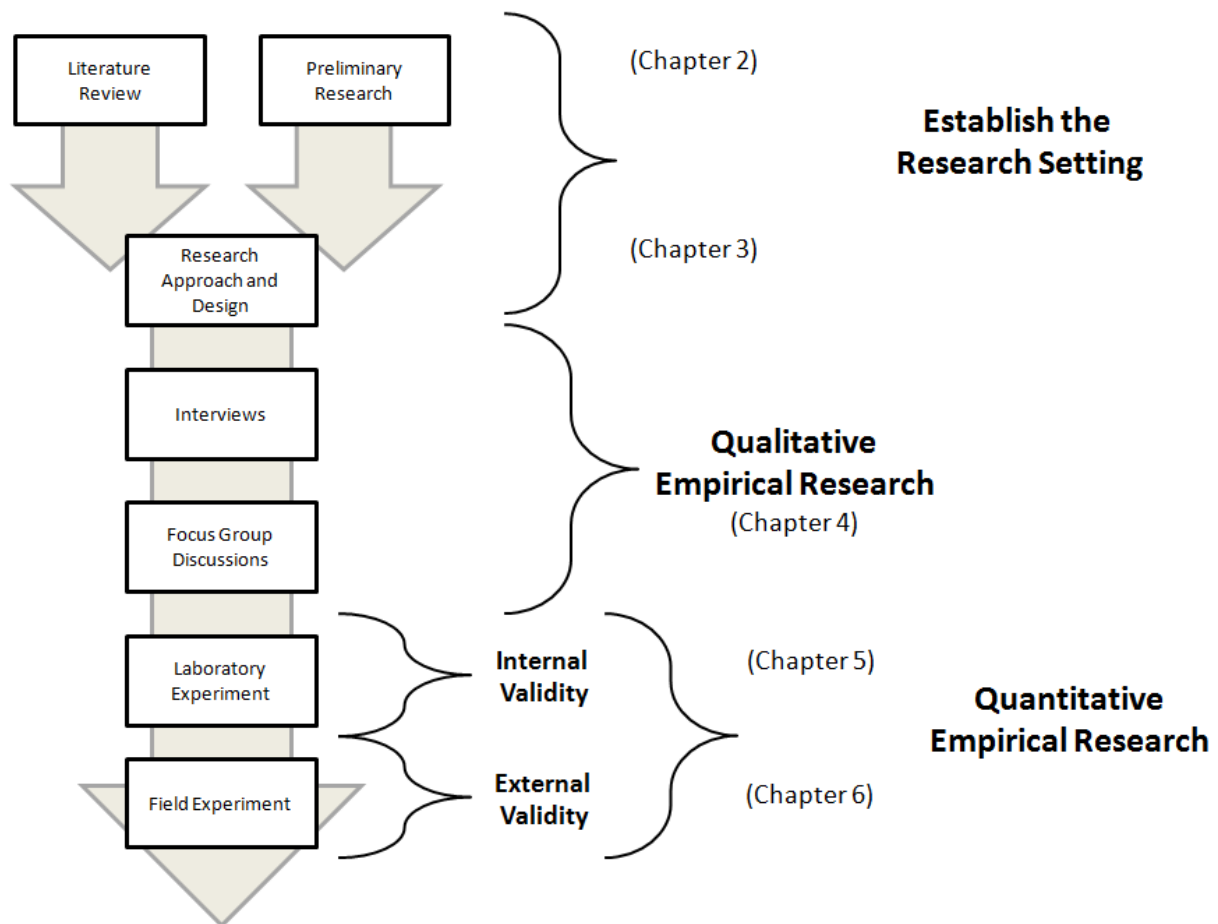 Literature
Review
Preliminary
Research
(Chapter 2)
Establish the
Research Setting
Research
Approach and
Design
(Chapter 3)
Interviews
Qualitative
Empirical Research
(Chapter 4)
Focus Group
Discussions
Laboratory
Experiment
Internal
Validity
(Chapter 5)
Quantitative
Empirical Research
Field Experiment
External
Validity
(Chapter 6)